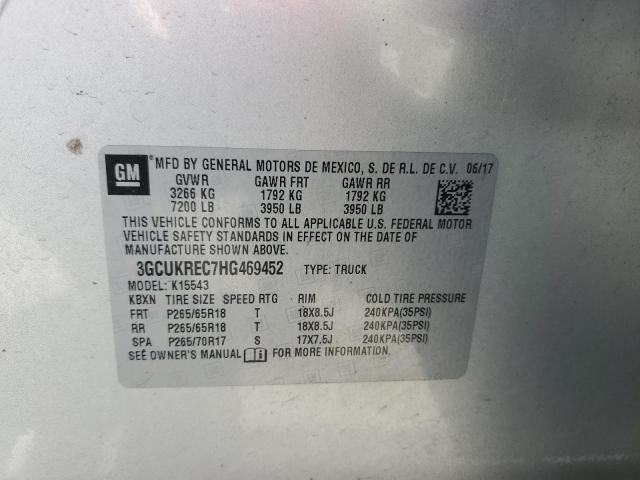 GM MFD BY GENERAL MOTORS DE MEXICO, S. DE R.L. DE C.V. 06/17
GVWR GAWR FRT GAWR RR
3266 KG 1792 KG 1792 KG
7200 LB 3950 LB 3950 LB
THIS VEHICLE CONFORMS TO ALL APPLICABLE U.S. FEDERAL MOTOR
VEHICLE SAFETY STANDARDS IN EFFECT ON THE DATE OF
MANUFACTURE SHOWN ABOVE.
3GCUKREC7HG469452 TYPE: TRUCK
MODEL: K15543
KBXN TIRE SIZE SPEED RTG RIM COLD TIRE PRESSURE
FRT P265/65R18 T 18X8.5J 240KPA(35PSI)
RR P265/65R18 T 18X8.5J 240KPA(35PSI)
SPA P265/70R17 S 17X7.5J 240KPA(35PSI)
SEE OWNER'S MANUAL FOR MORE INFORMATION.